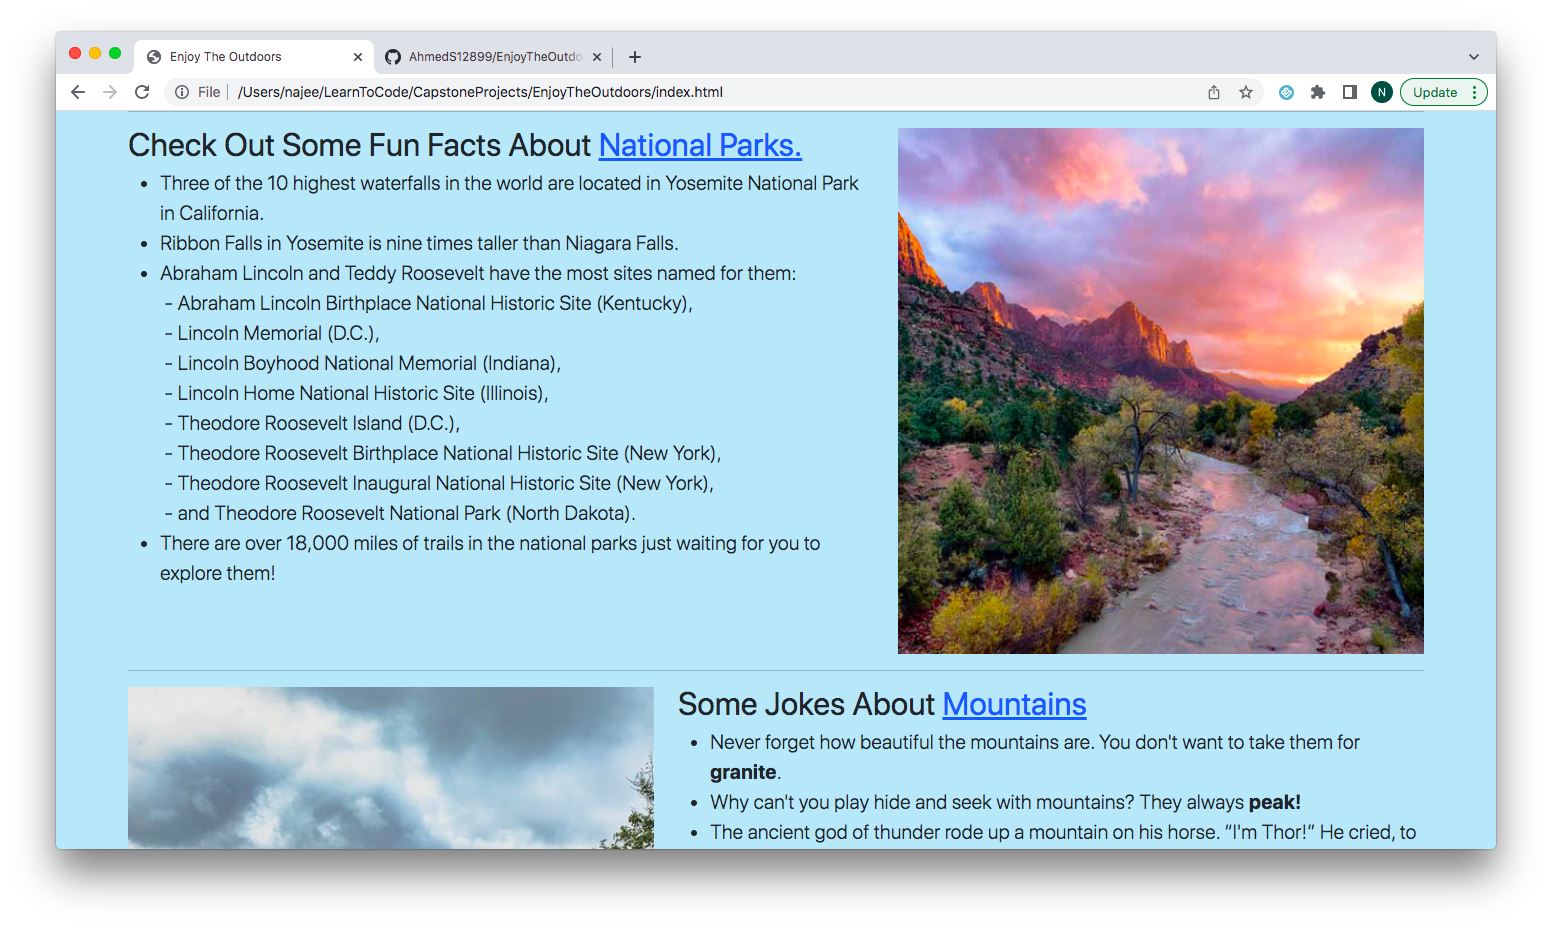 Enjoy The Outdoors
AhmedS12899/EnjoyTheOutdo
File
/Users/najee/LearnToCode/CapstoneProjects/EnjoyTheOutdoors/index.html
N
Update
Check Out Some Fun Facts About National Parks.
• Three of the 10 highest waterfalls in the world are located in Yosemite National Park
in California.
• Ribbon Falls in Yosemite is nine times taller than Niagara Falls.
• Abraham Lincoln and Teddy Roosevelt have the most sites named for them:
- Abraham Lincoln Birthplace National Historic Site (Kentucky),
- Lincoln Memorial (D.C.),
- Lincoln Boyhood National Memorial (Indiana),
- Lincoln Home National Historic Site (Illinois),
- Theodore Roosevelt Island (D.C.),
- Theodore Roosevelt Birthplace National Historic Site (New York),
- Theodore Roosevelt Inaugural National Historic Site (New York),
- and Theodore Roosevelt National Park (North Dakota).
• There are over 18,000 miles of trails in the national parks just waiting for you to
explore them!
Some Jokes About Mountains
• Never forget how beautiful the mountains are. You don't want to take them for
granite.
• Why can't you play hide and seek with mountains? They always peak!
• The ancient god of thunder rode up a mountain on his horse. “I'm Thor!” He cried, to